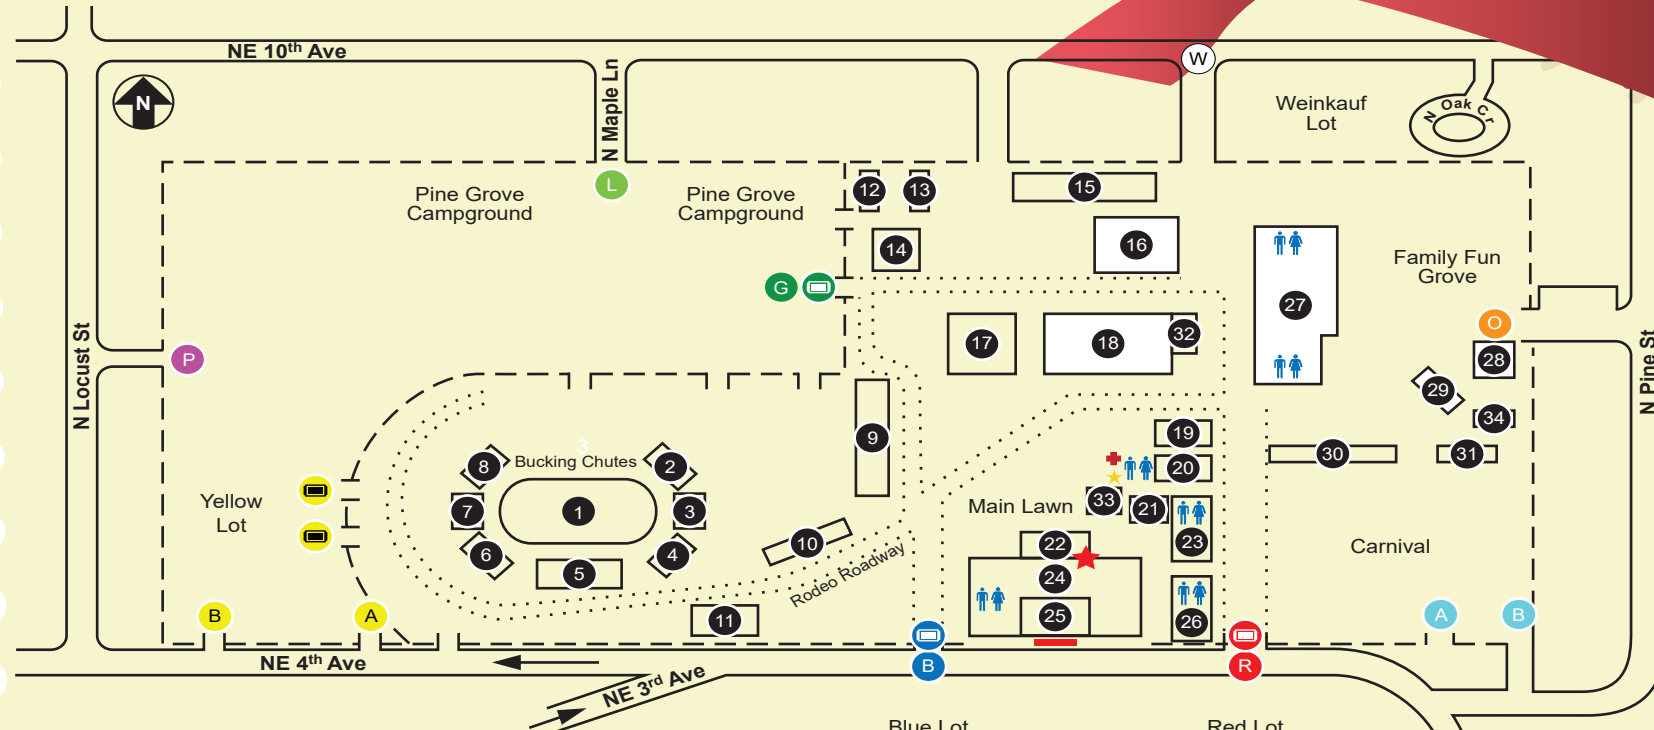 NE 10th Ave
W
N
N Maple Ln
Weinkauf
Lot
N Oak Cr
Pine Grove
Campground
L
Pine Grove
Campground
12
13
15
14
16
27
Family Fun
Grove
G
N Locust St
P
17
18
32
O
28
N Pine St
29
34
9
19
30
31
3
Bucking Chutes
8
2
20
Yellow
Lot
7
1
3
Main Lawn
33
21
23
6
4
5
10
22
24
Carnival
Rodeo Roadway
B
A
11
25
26
A
B
NE 4th Ave
NE 3rd Ave
B
R
Blue Lot
Red Lot